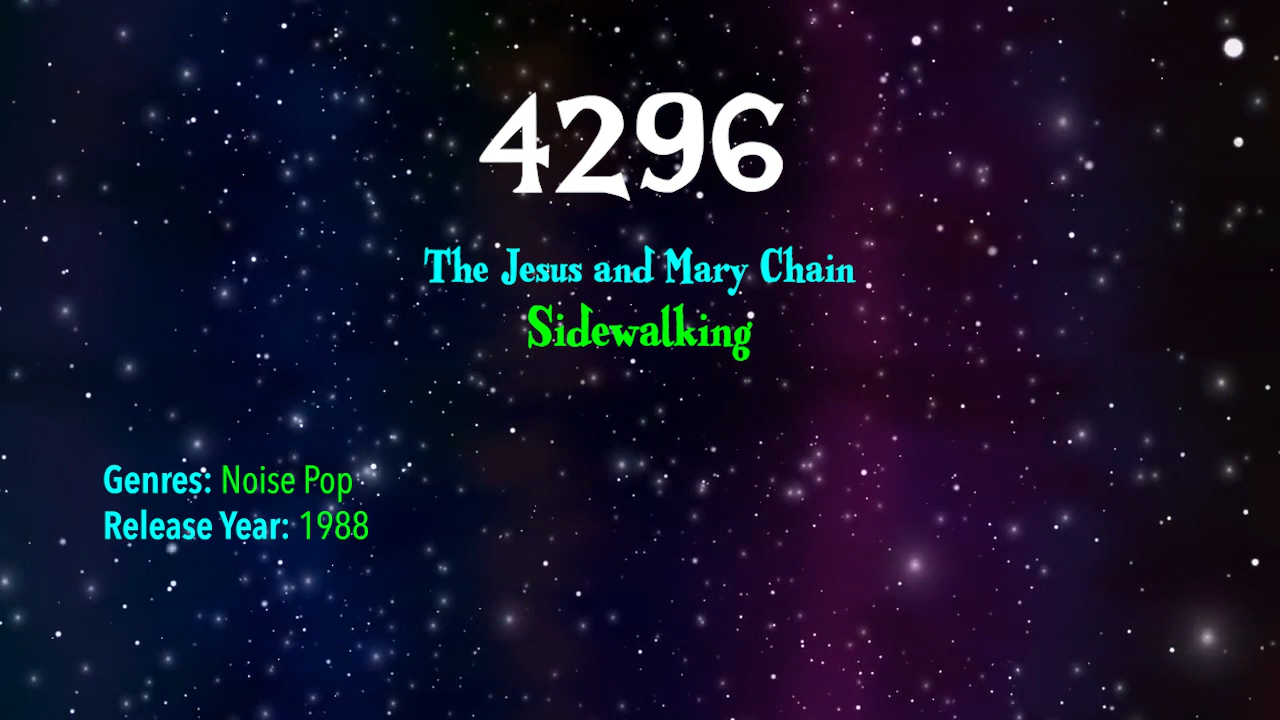 4296
The Jesus and Mary Chain
Sidewalking
Genres: Noise Pop
Release Year: 1988